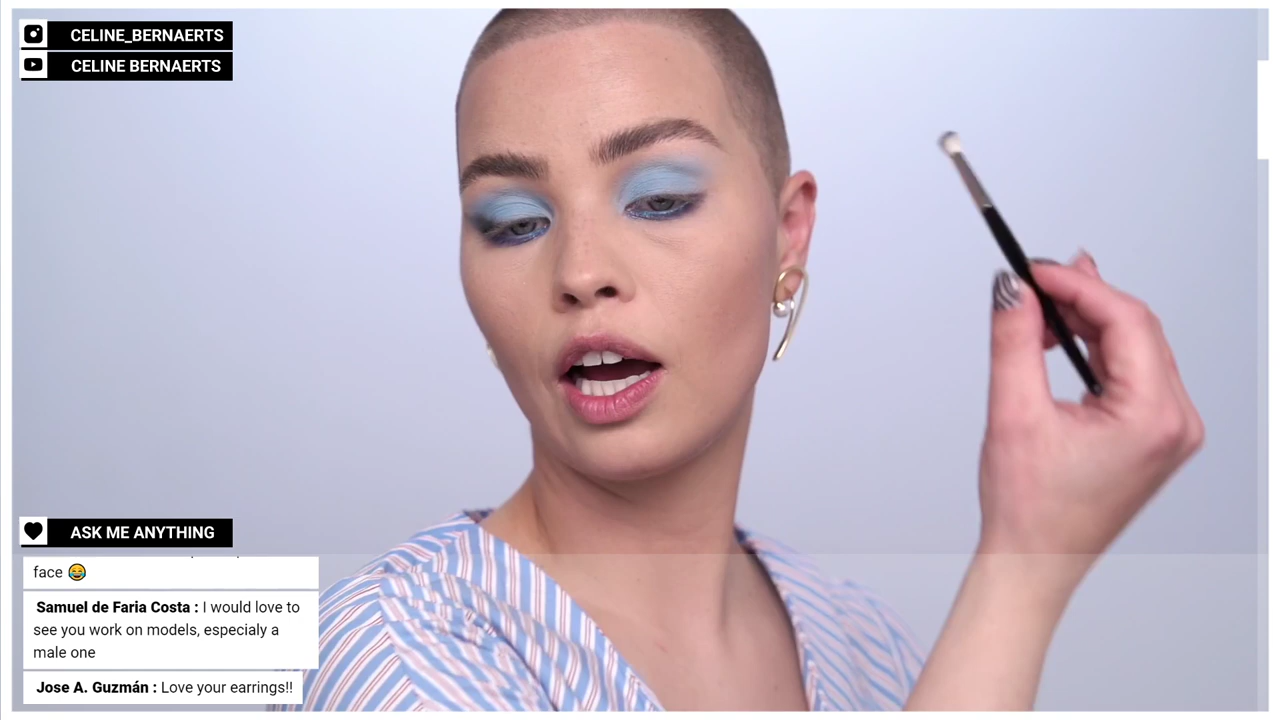 CELINE_BERNAERTS
CELINE BERNAERTS
ASK ME ANYTHING
face 😂
Samuel de Faria Costa : I would love to
see you work on models, especialy a
male one
Jose A. Guzmán : Love your earrings!!